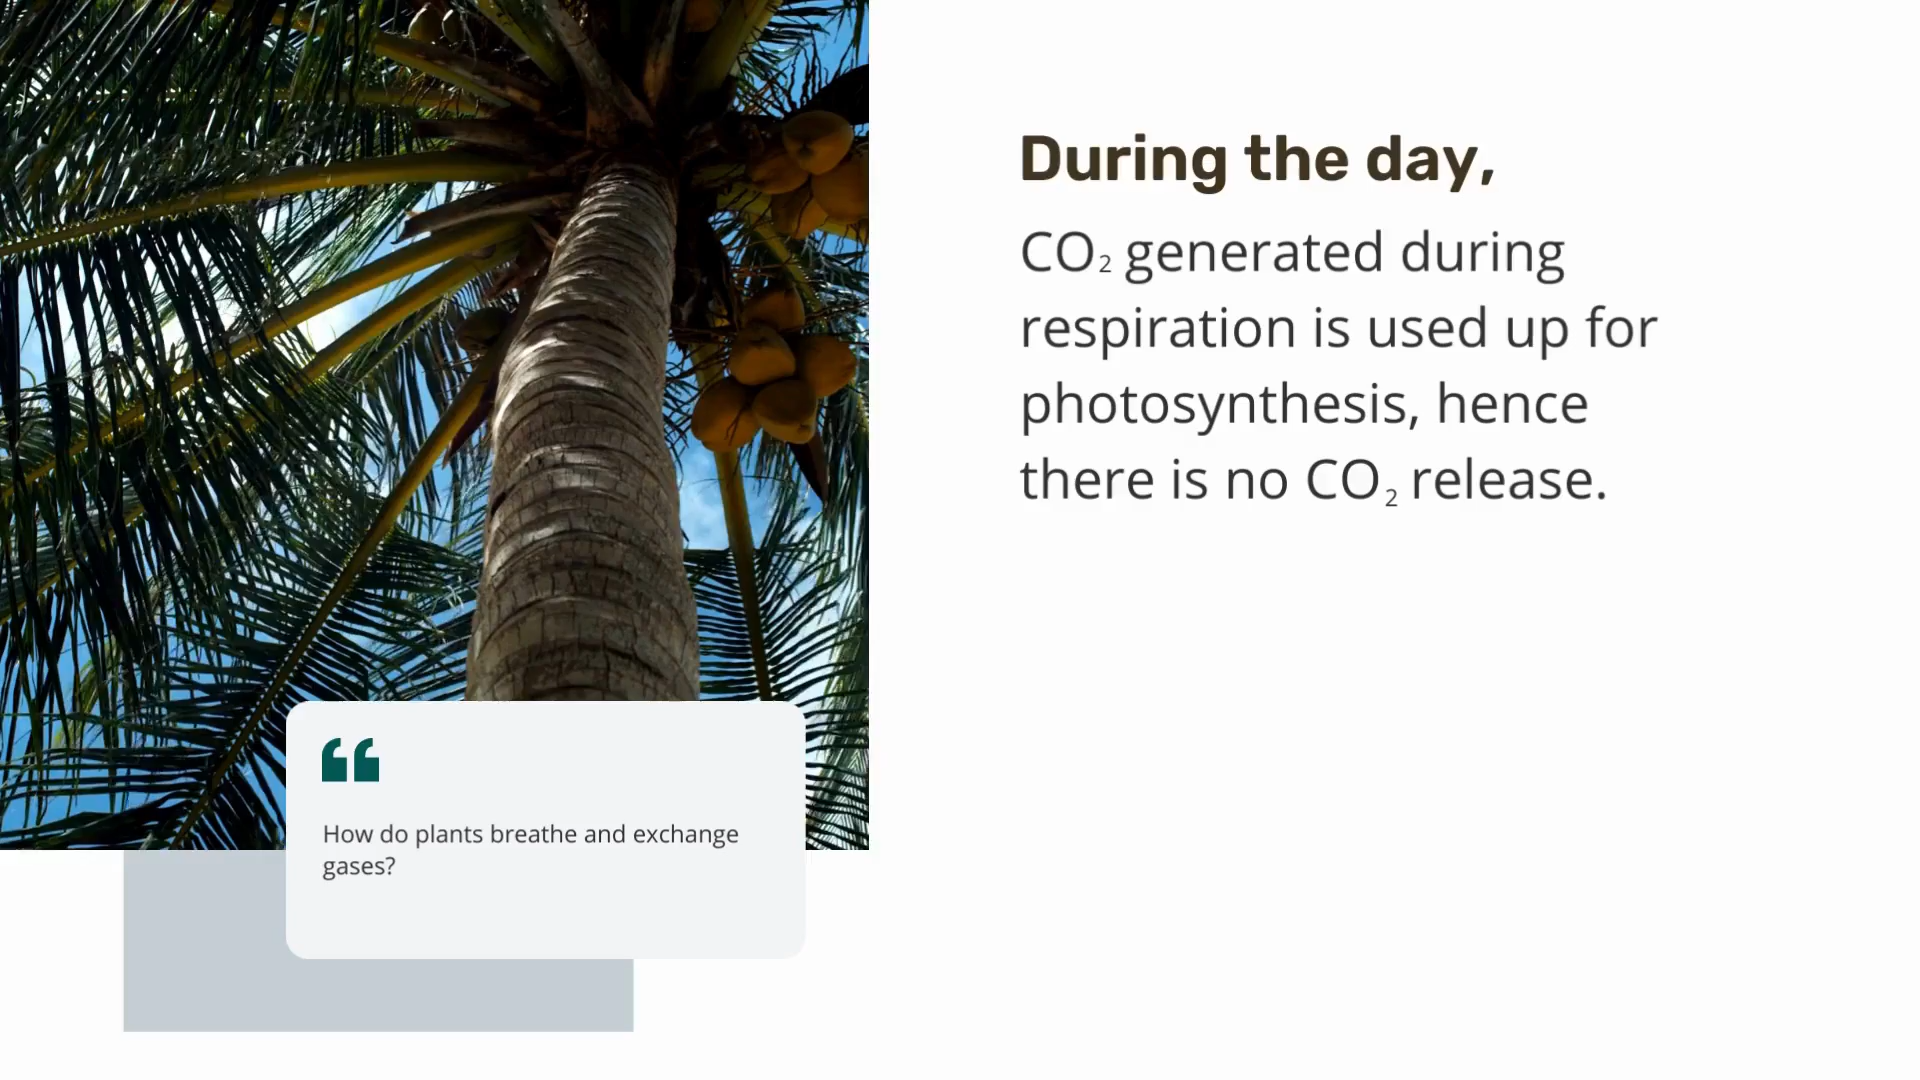 During the day,
CO₂ generated during
respiration is used up for
photosynthesis, hence
there is no CO₂ release.
How do plants breathe and exchange
gases?